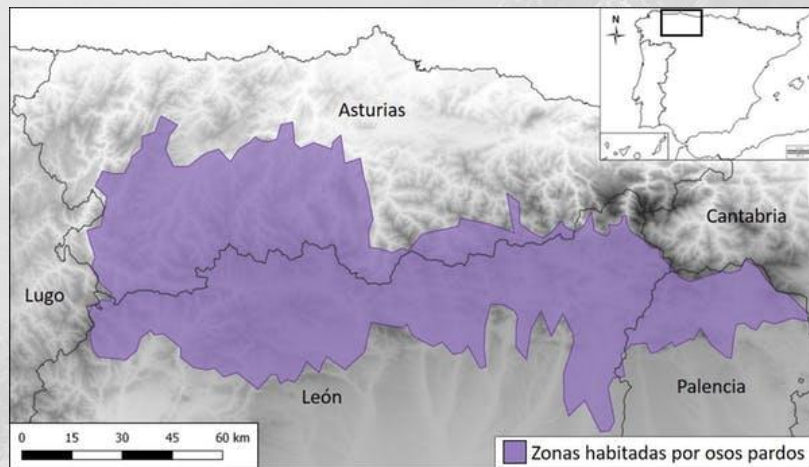 N
Asturias
Cantabria
Lugo
León
Palencia
0 15 30 45 60 km
Zonas habitadas por osos pardos